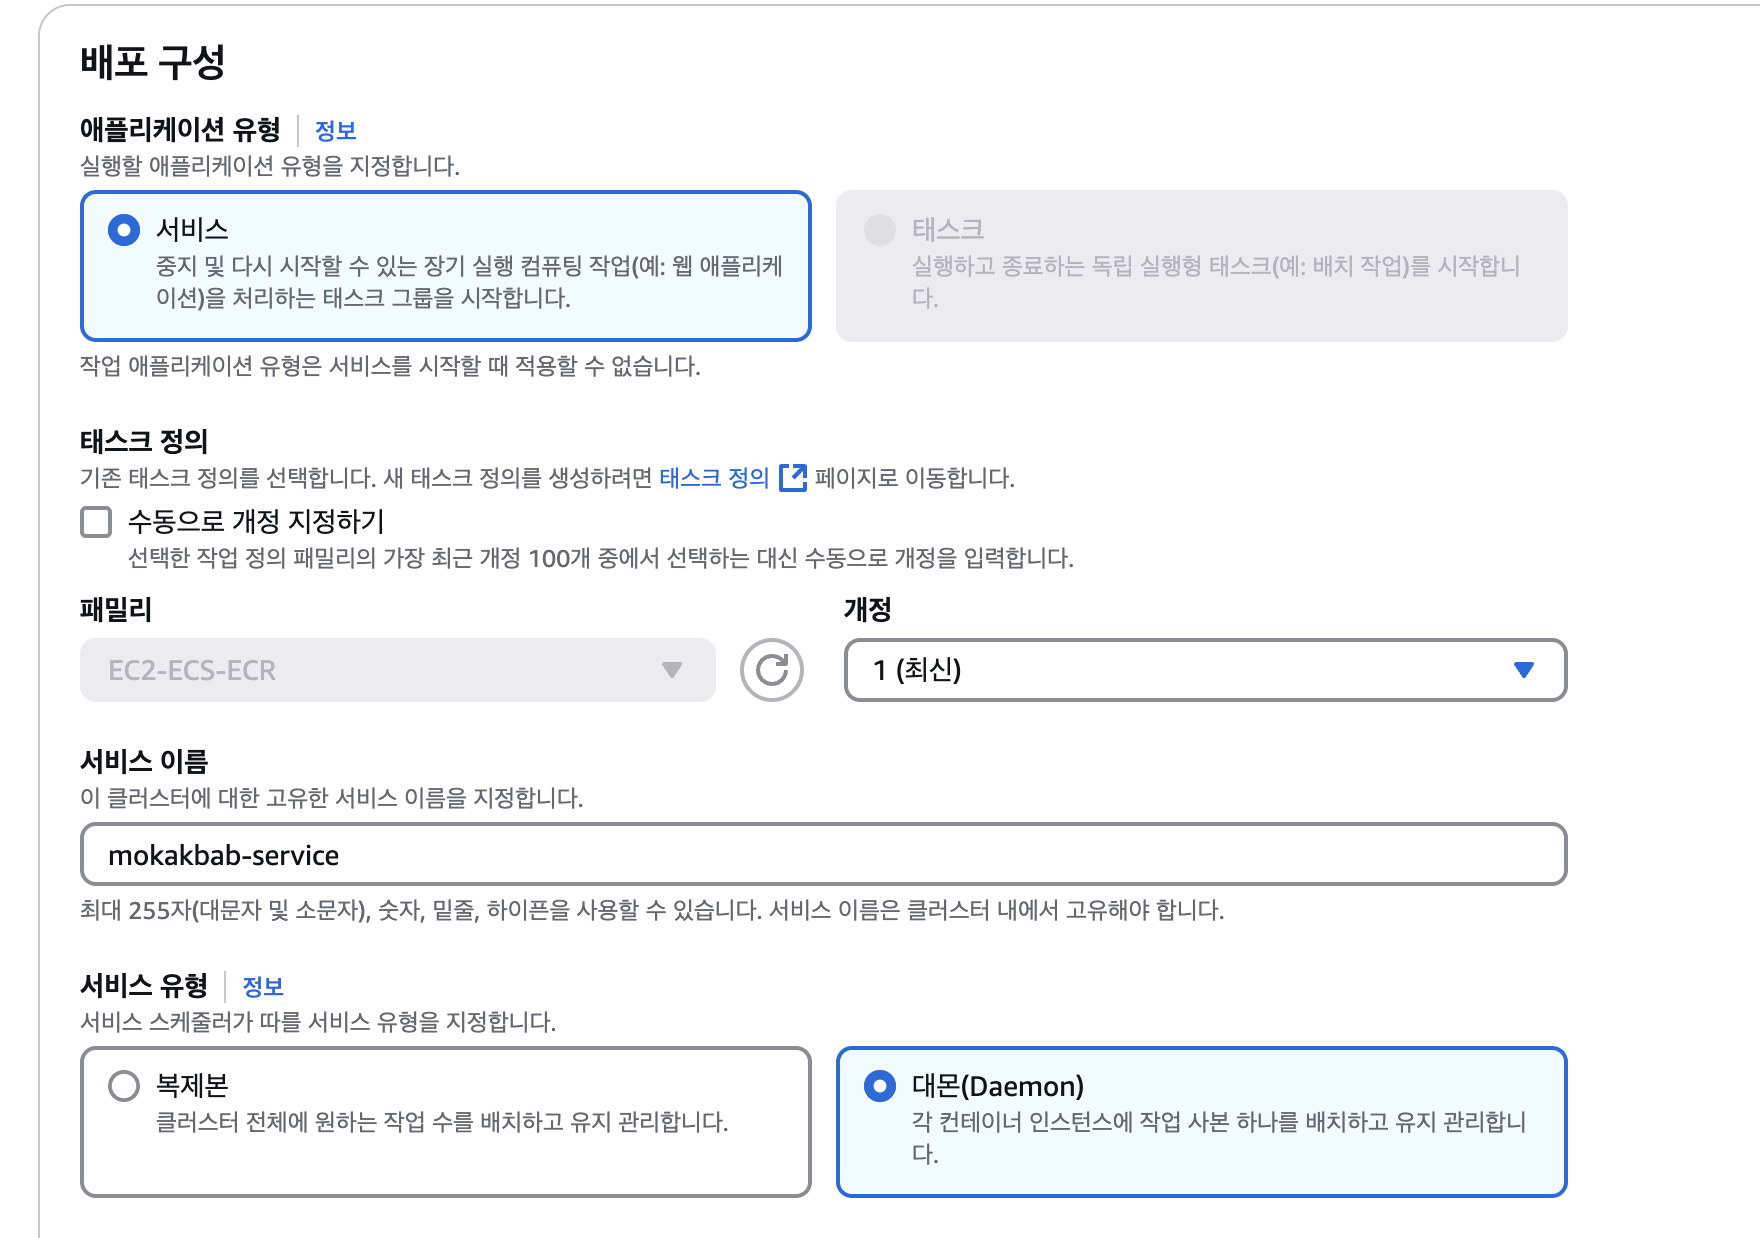 배포 구성
애플리케이션 유형 정보
실행할 애플리케이션 유형을 지정합니다.
서비스
중지 및 다시 시작할 수 있는 장기 실행 컴퓨팅 작업(예: 웹 애플리케
이션)을 처리하는 태스크 그룹을 시작합니다.
태스크
실행하고 종료하는 독립 실행형 태스크(예: 배치 작업)를 시작합니
다.
작업 애플리케이션 유형은 서비스를 시작할 때 적용할 수 없습니다.
태스크 정의
기존 태스크 정의를 선택합니다. 새 태스크 정의를 생성하려면 태스크 정의 페이지로 이동합니다.
수동으로 개정 지정하기
선택한 작업 정의 패밀리의 가장 최근 개정 100개 중에서 선택하는 대신 수동으로 개정을 입력합니다.
패밀리
EC2-ECS-ECR
개정
1 (최신)
서비스 이름
이 클러스터에 대한 고유한 서비스 이름을 지정합니다.
mokakbab-service
최대 255자(대문자 및 소문자), 숫자, 밑줄, 하이픈을 사용할 수 있습니다. 서비스 이름은 클러스터 내에서 고유해야 합니다.
서비스 유형 정보
서비스 스케줄러가 따를 서비스 유형을 지정합니다.
복제본
클러스터 전체에 원하는 작업 수를 배치하고 유지 관리합니다.
대몬(Daemon)
각 컨테이너 인스턴스에 작업 사본 하나를 배치하고 유지 관리합니
다.